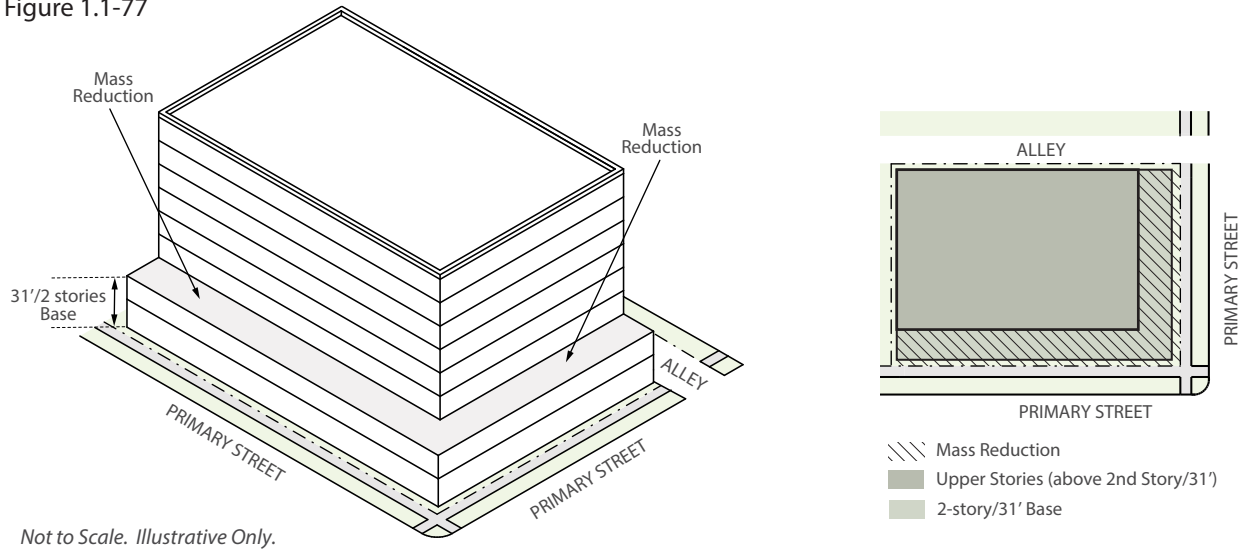 Figure 1.1-77
Mass
Reduction
Mass
Reduction
31’/2 stories
Base
ALLEY
PRIMARY STREET
PRIMARY STREET
Not to Scale. Illustrative Only.
ALLEY
PRIMARY STREET
PRIMARY STREET
Mass Reduction
Upper Stories (above 2nd Story/31’)
2-story/31’ Base